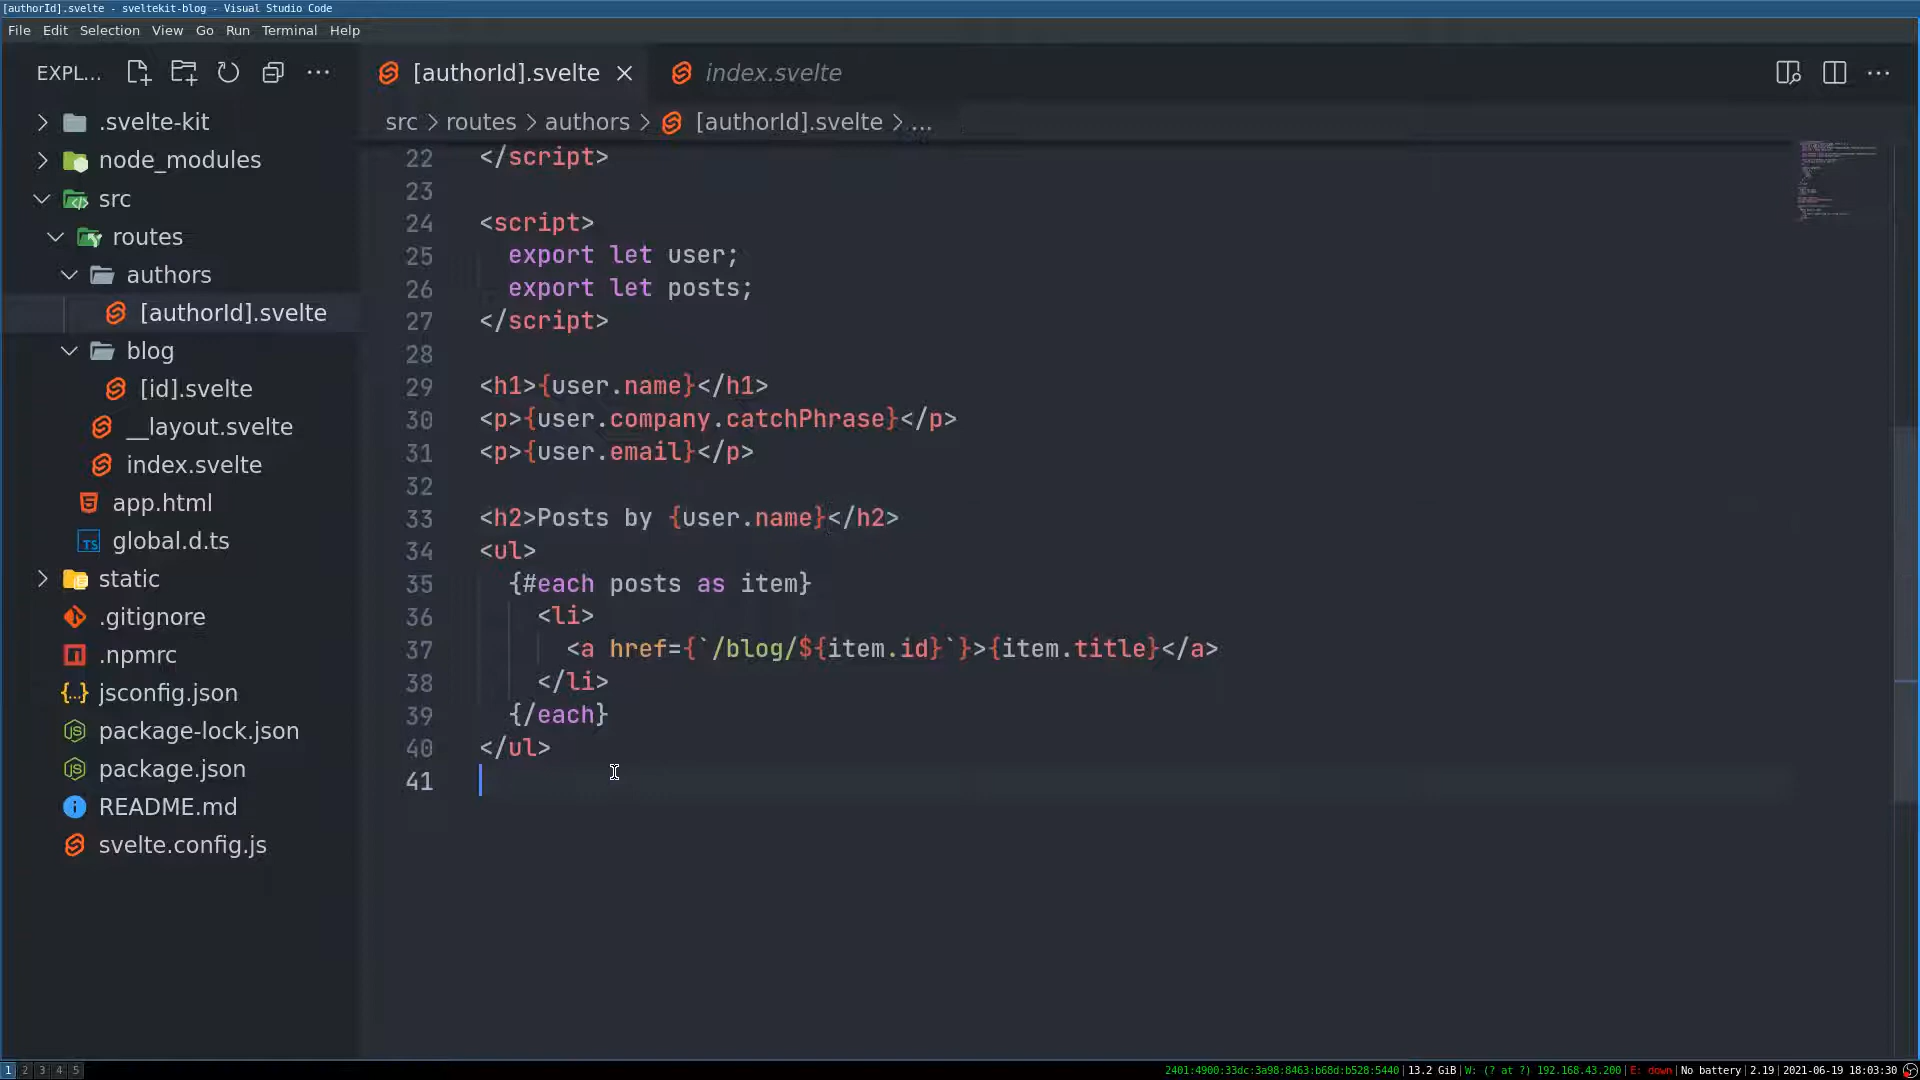 [authorId].svelte - sveltekit-blog - Visual Studio Code
File Edit Selection View Go Run Terminal Help
EXPL...
[authorId].svelte
index.svelte
src > routes > authors > [authorId].svelte > ...
.svelte-kit
node_modules
src
routes
authors
[authorId].svelte
blog
[id].svelte
__layout.svelte
index.svelte
app.html
TS global.d.ts
static
.gitignore
.npmrc
{..} jsconfig.json
package-lock.json
package.json
README.md
svelte.config.js
22 </script>
23
24 <script>
25 export let user;
26 export let posts;
27 </script>
28
29 <h1>{user.name}</h1>
30 <p>{user.company.catchPhrase}</p>
31 <p>{user.email}</p>
32
33 <h2>Posts by {user.name}</h2>
34 <ul>
35 {#each posts as item}
36 <li>
37 <a href={`/blog/${item.id}`}>{item.title}</a>
38 </li>
39 {/each}
40 </ul>
41
1 2 3 4 5
2401:4900:33dc:3a98:8463:b68d:b528:5440 | 13.2 GiB | W: (? at ?) 192.168.43.200 | E: down | No battery | 2.19 | 2021-06-19 18:03:30